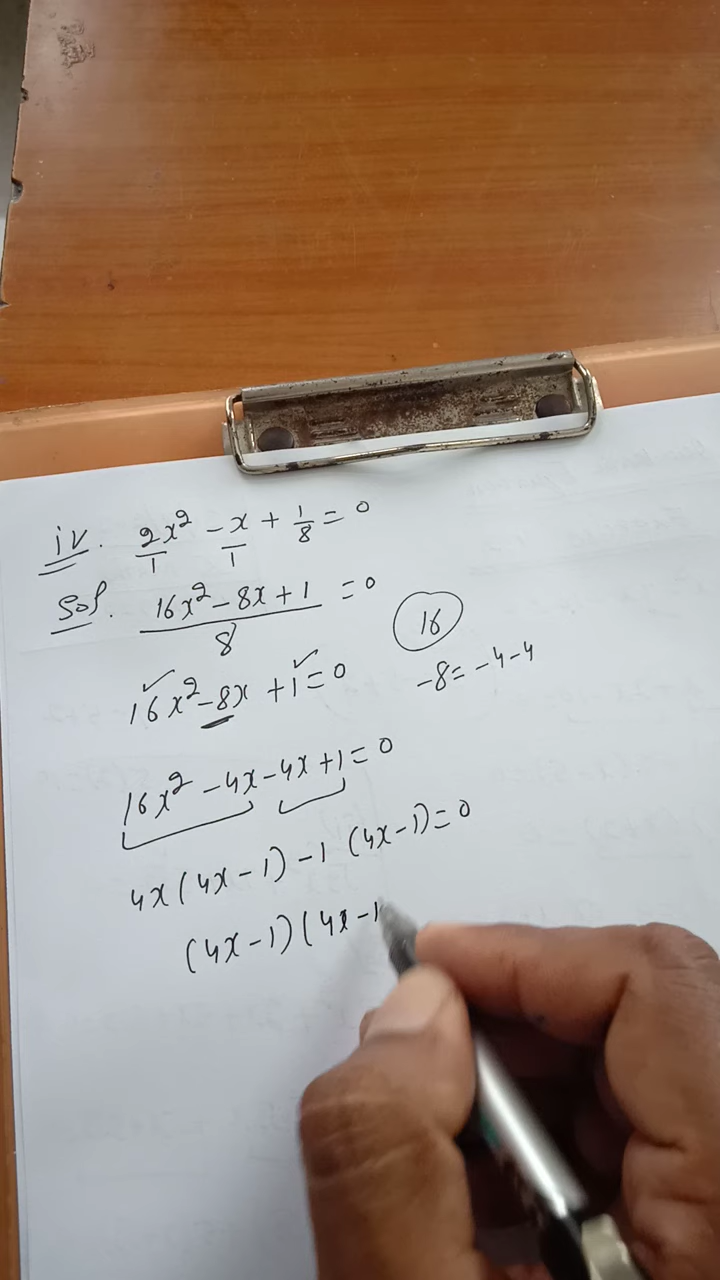 iv. 2x²/1 - x/1 + 1/8 = 0
Sol. (16x² - 8x + 1)/8 = 0
16
16x² - 8x + 1 = 0
-8 = -4 -4
16x² - 4x - 4x + 1 = 0
4x (4x - 1) - 1 (4x - 1) = 0
(4x - 1) (4x - 1